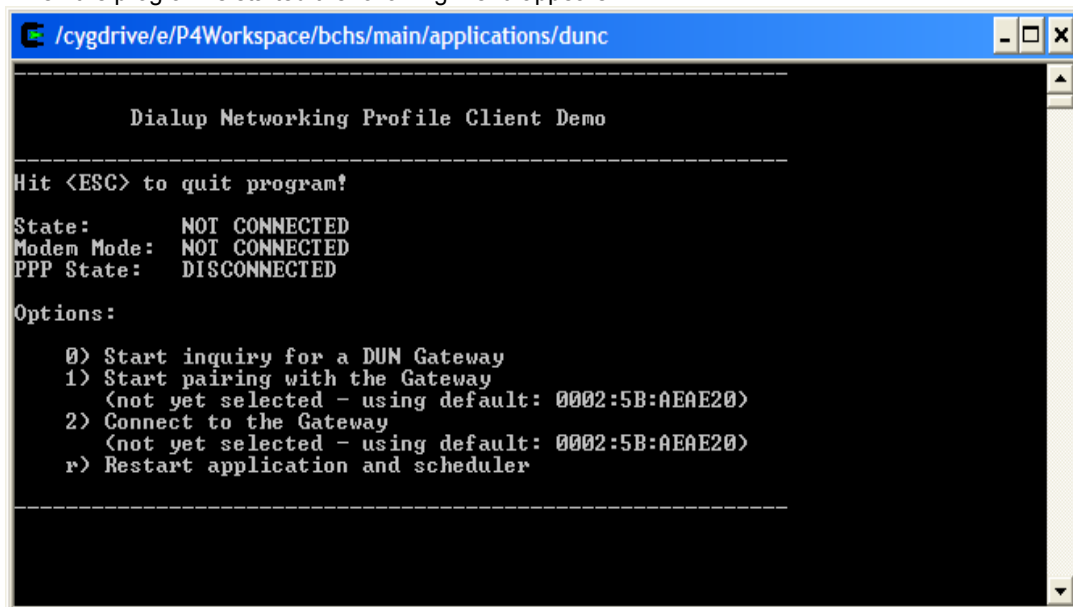 /cygdrive/e/P4Workspace/bchs/main/applications/dunc
Dialup Networking Profile Client Demo
Hit <ESC> to quit program!
State: NOT CONNECTED
Modem Mode: NOT CONNECTED
PPP State: DISCONNECTED
Options:
0) Start inquiry for a DUN Gateway
1) Start pairing with the Gateway
(not yet selected - using default: 0002:5B:AEAE20)
2) Connect to the Gateway
(not yet selected - using default: 0002:5B:AEAE20)
r) Restart application and scheduler